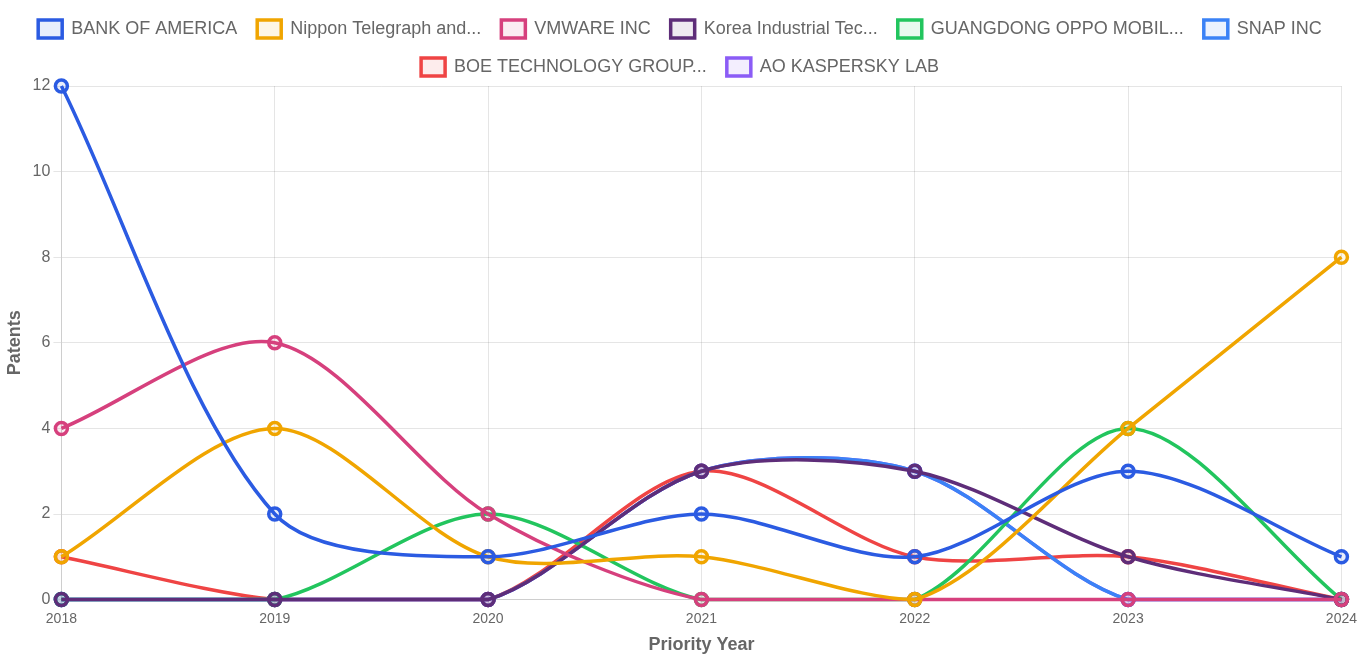 BANK OF AMERICA Nippon Telegraph and... VMWARE INC Korea Industrial Tec... GUANGDONG OPPO MOBIL... SNAP INC
BOE TECHNOLOGY GROUP... AO KASPERSKY LAB
12
10
8
6
4
2
0
Patents
2018 2019 2020 2021 2022 2023 2024
Priority Year